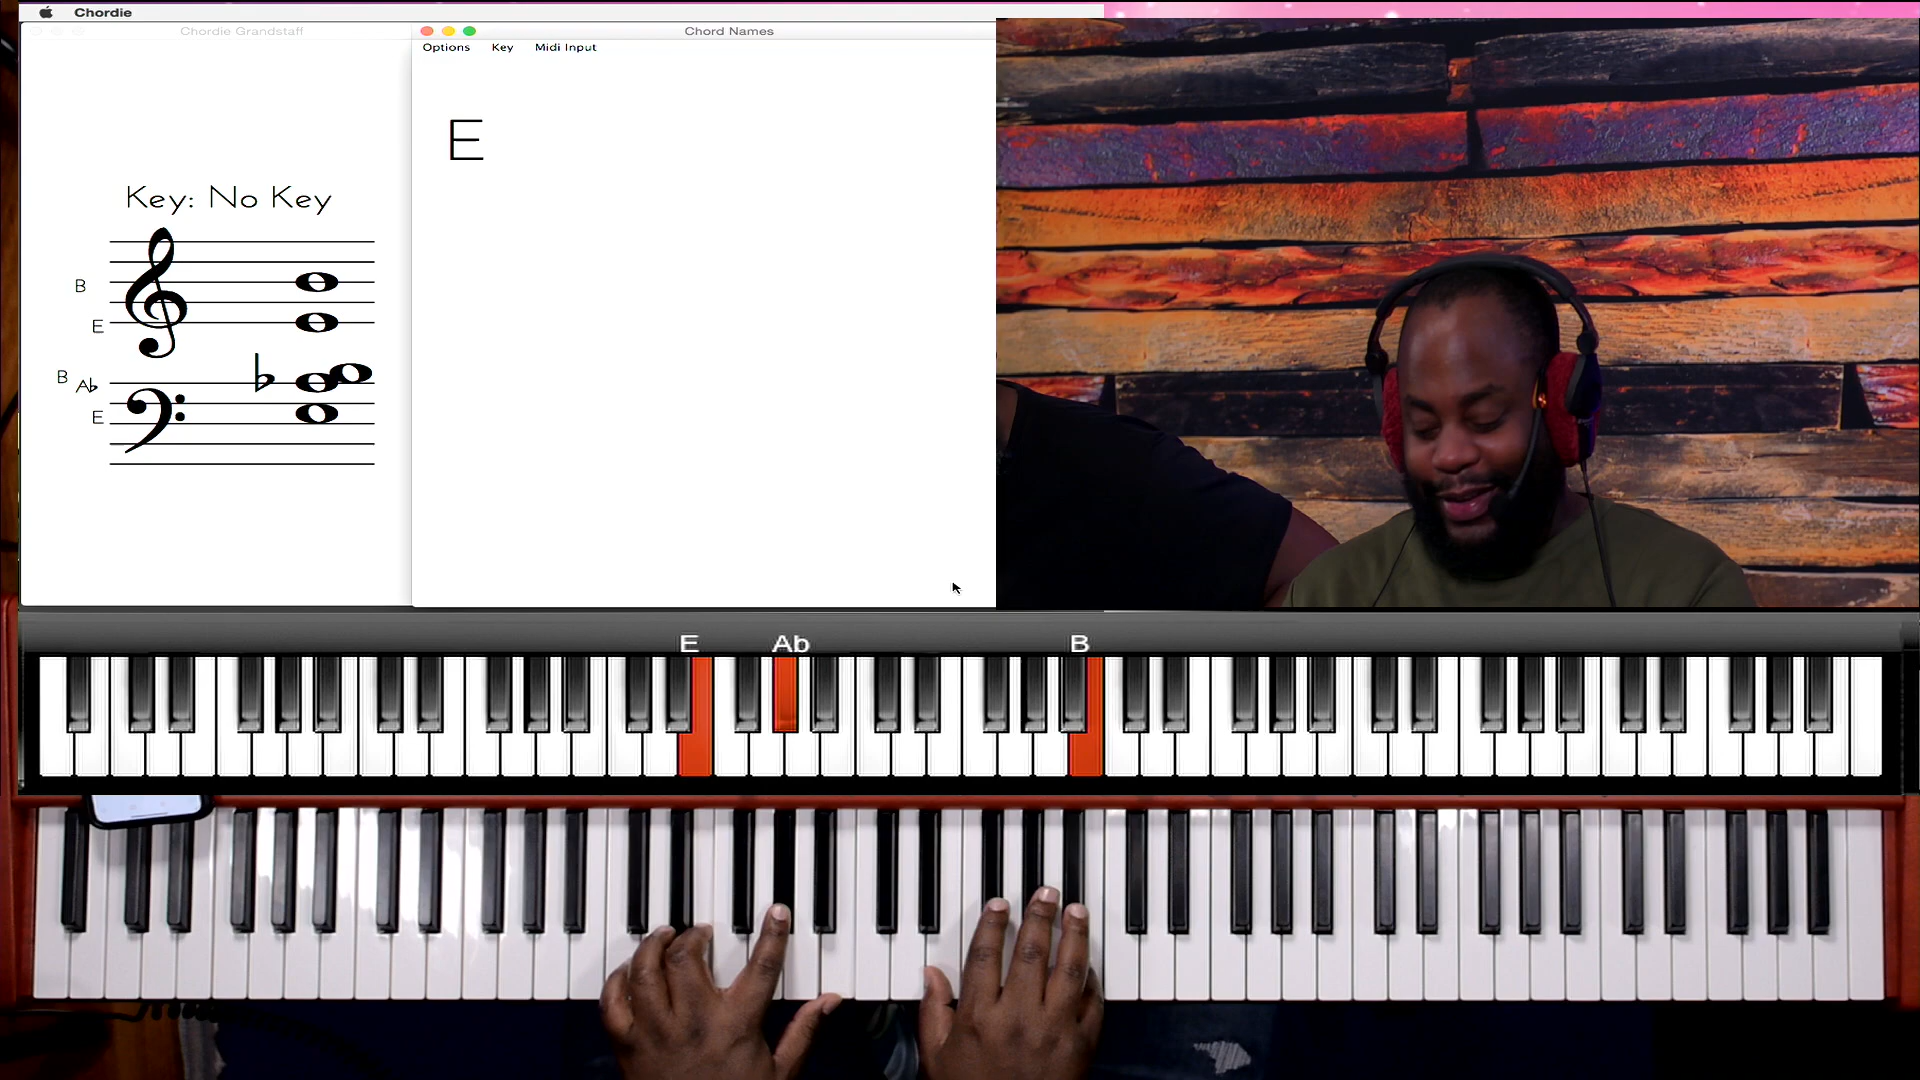 Chordie
Chordie Grandstaff
Chord Names
Options Key Midi Input
E
Key: No Key
B
E
B
Ab
E
E Ab B